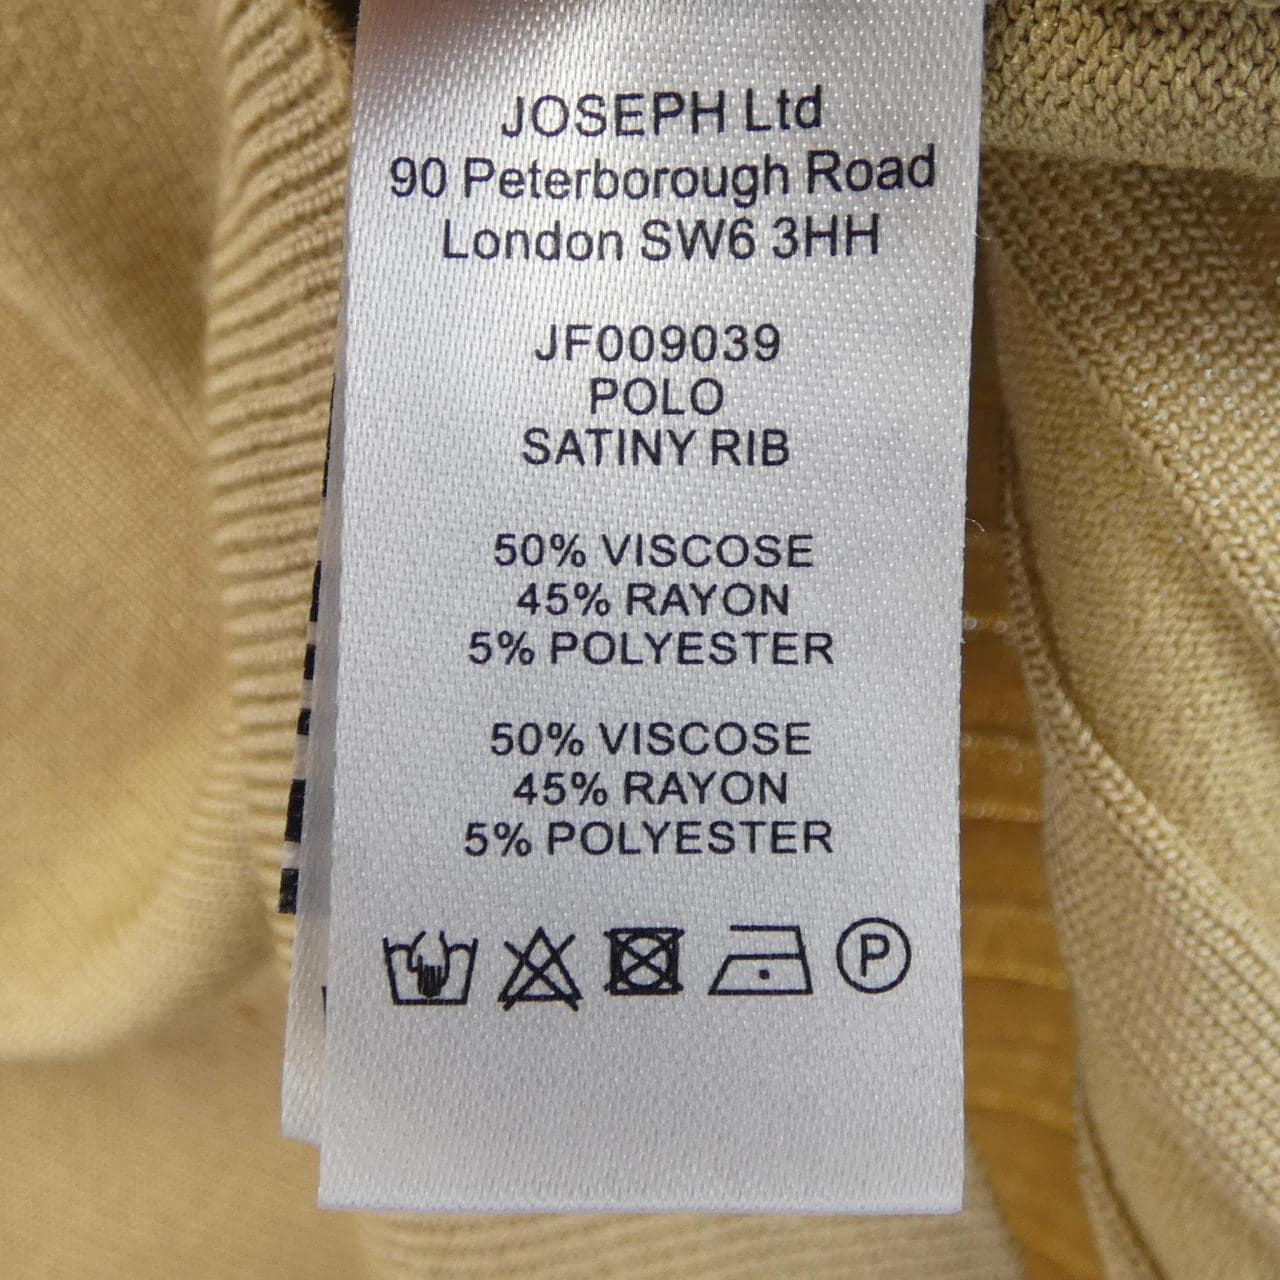 JOSEPH Ltd
90 Peterborough Road
London SW6 3HH
JF009039
POLO
SATINY RIB
50% VISCOSE
45% RAYON
5% POLYESTER
50% VISCOSE
45% RAYON
5% POLYESTER
P